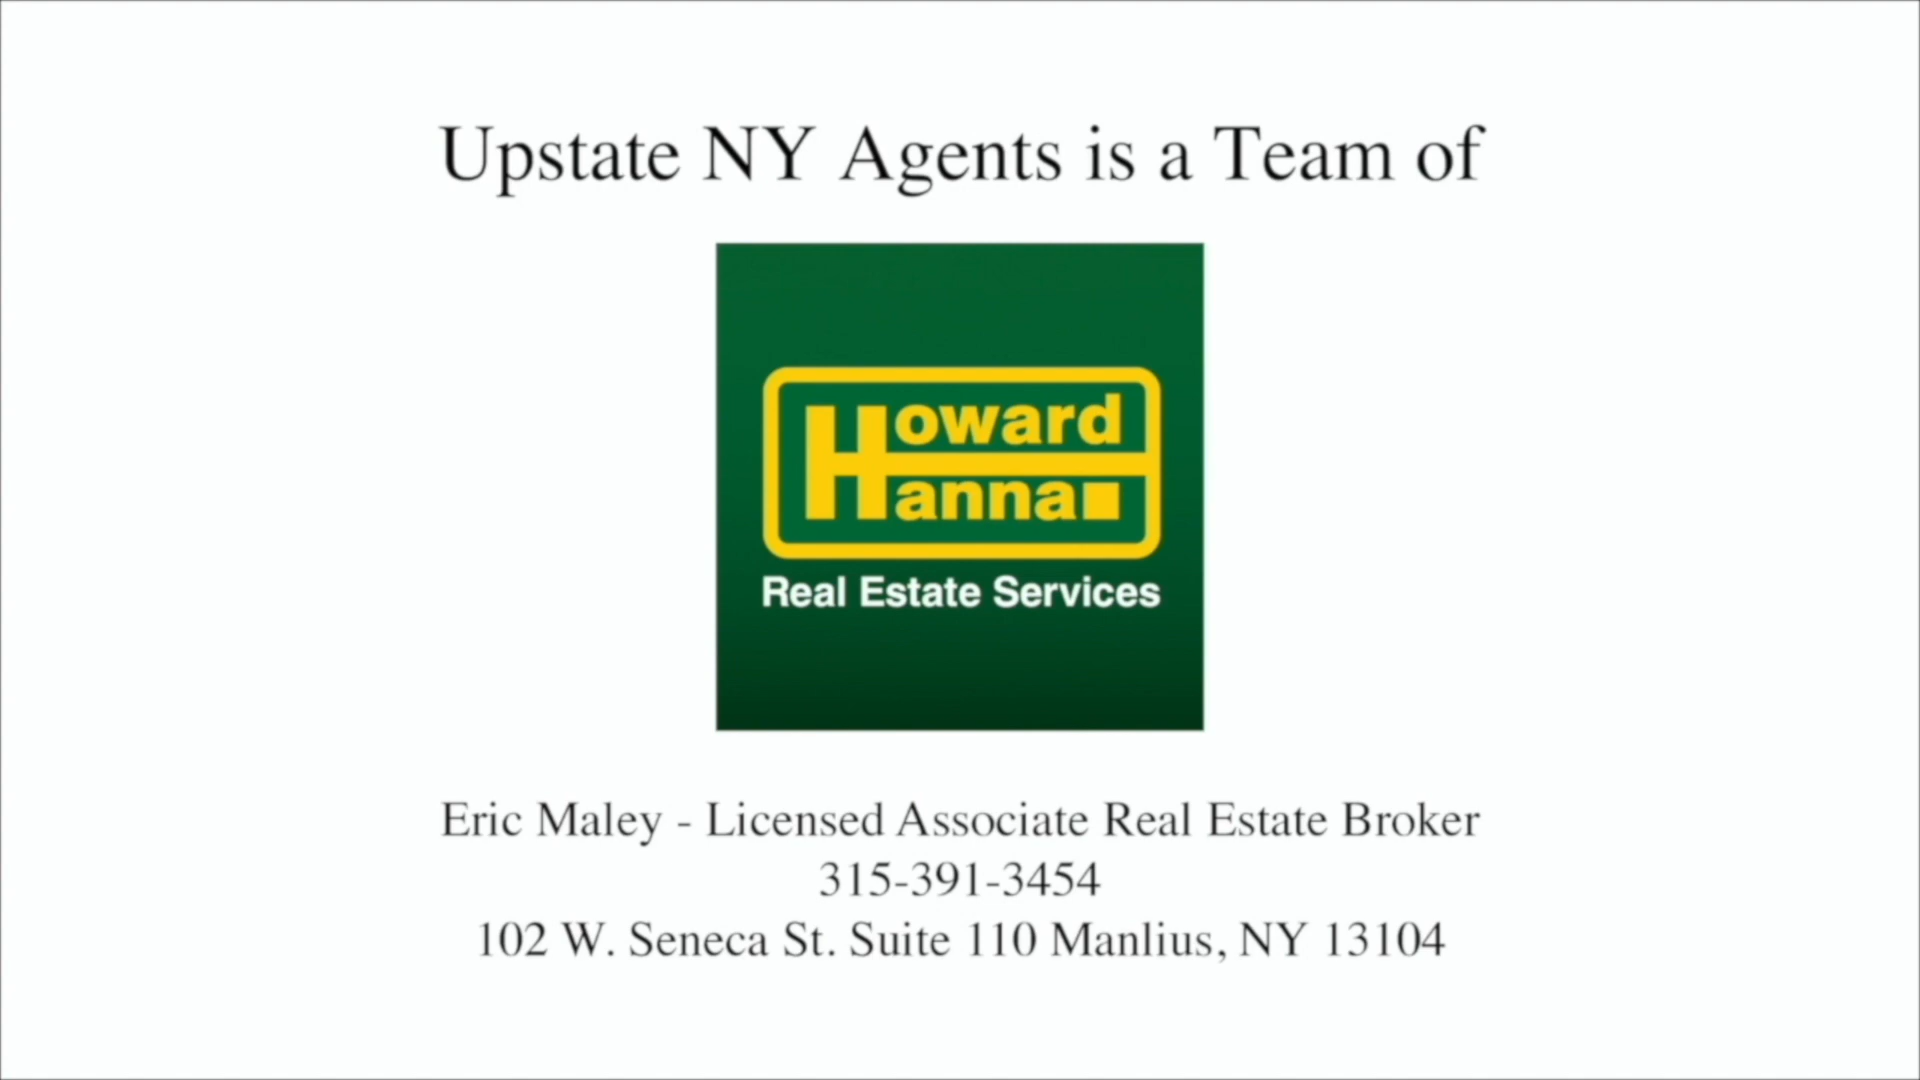 Upstate NY Agents is a Team of
Howard
Hanna
Real Estate Services
Eric Maley - Licensed Associate Real Estate Broker
315-391-3454
102 W. Seneca St. Suite 110 Manlius, NY 13104